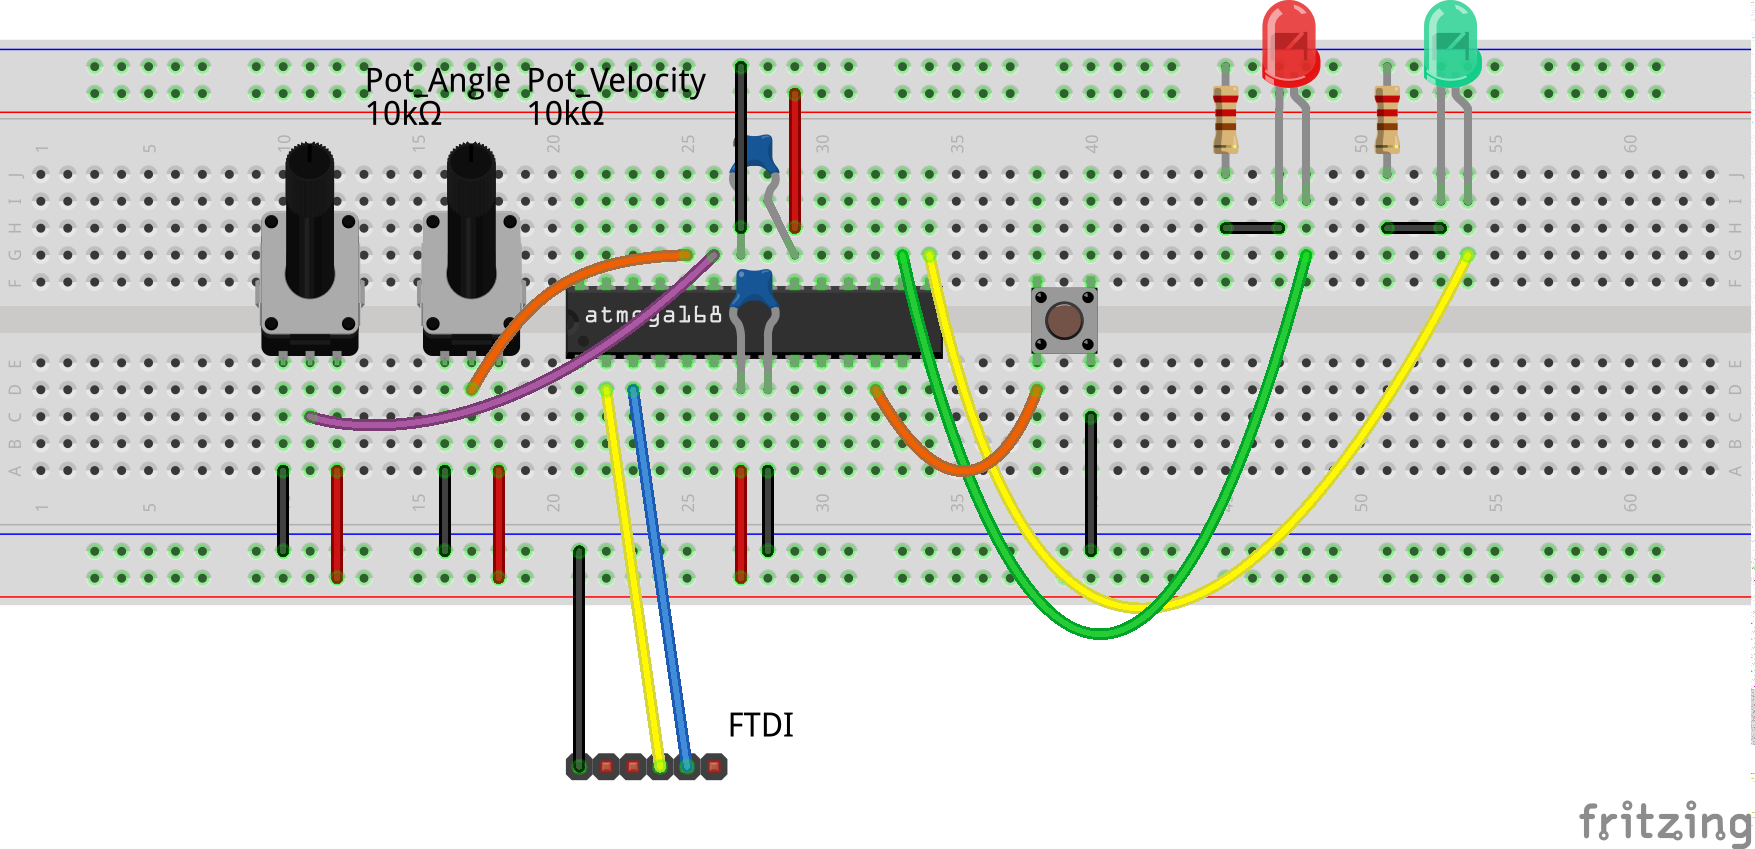 Pot_Angle Pot_Velocity
10kΩ 10kΩ
1 5 10 15 20 25 30 35 40 50 55 60
J J
I I
H H
G G
F F
atmega168
E E
D D
C C
B B
A A
1 5 15 20 25 30 35 50 55 60
FTDI
fritzing